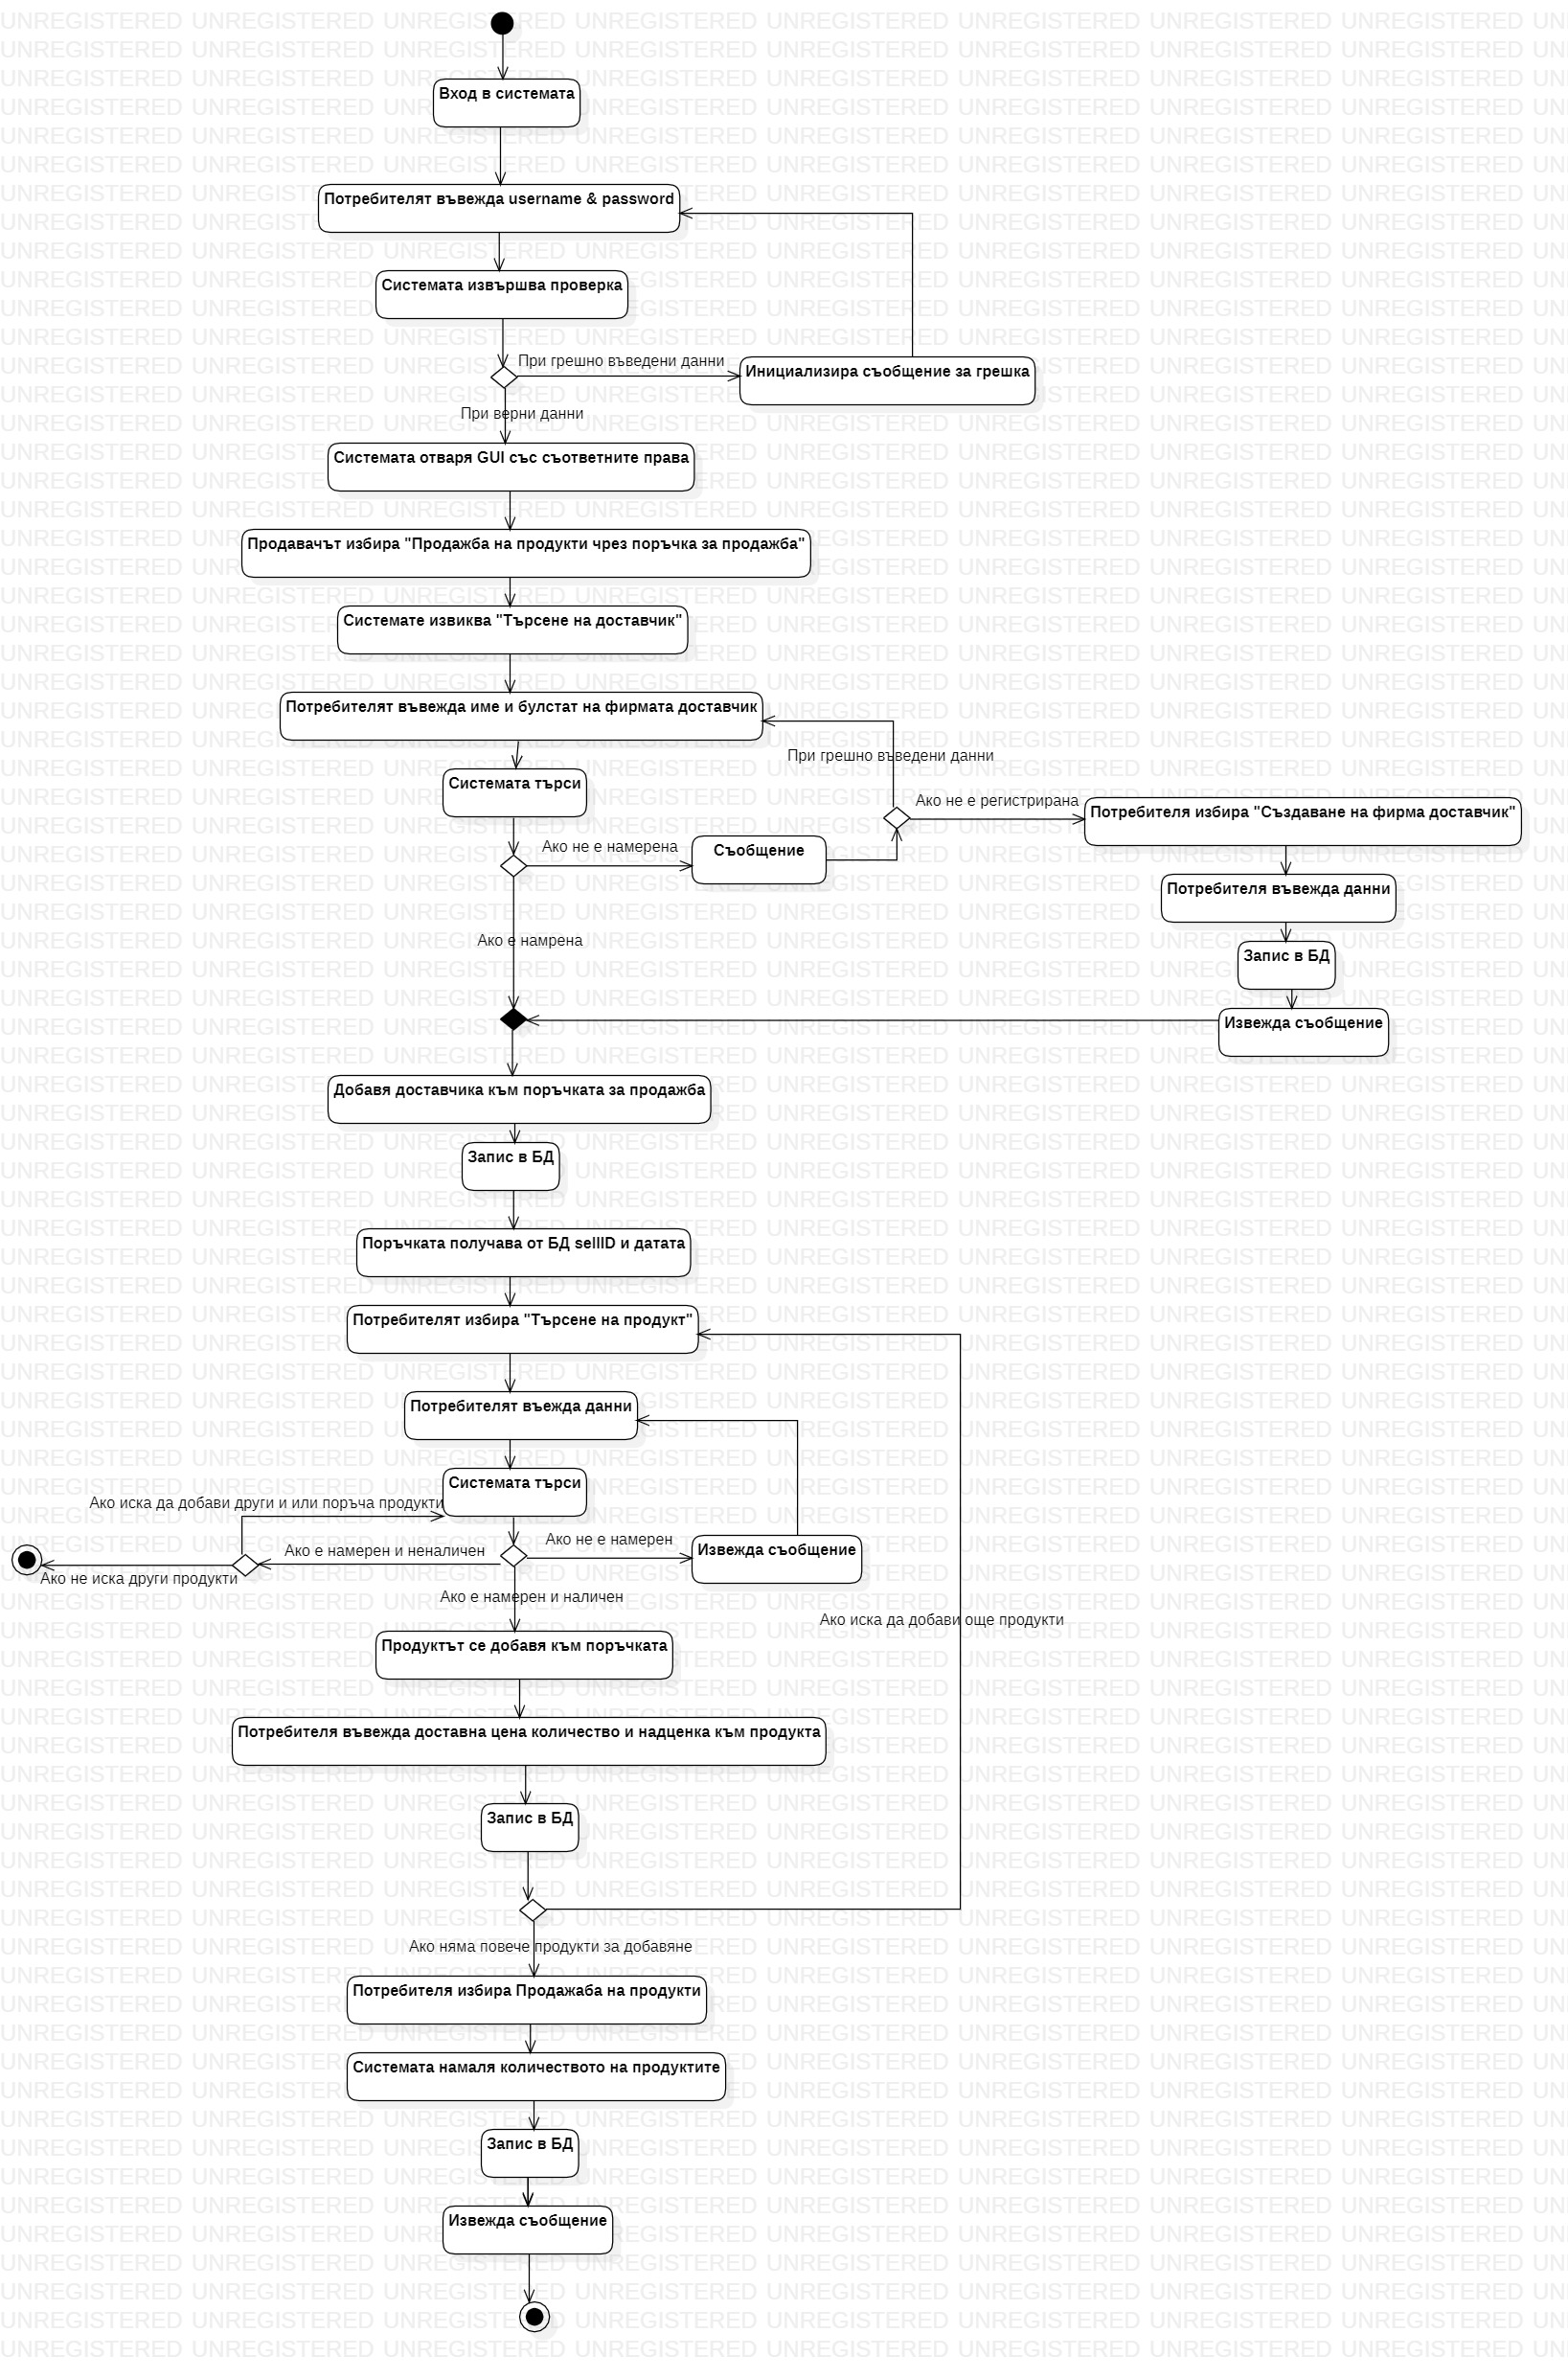 Вход в системата
Потребителят въвежда username & password
Системата извършва проверка
При грешно въведени данни
Инициализира съобщение за грешка
При верни данни
Системата отваря GUI със съответните права
Продавачът избира "Продажба на продукти чрез поръчка за продажба"
Системате извиква "Търсене на доставчик"
Потребителят въвежда име и булстат на фирмата доставчик
При грешно въведени данни
Системата търси
Ако не е регистрирана
Потребителя избира "Създаване на фирма доставчик"
Ако не е намерена
Съобщение
Потребителя въвежда данни
Ако е намрена
Запис в БД
Извежда съобщение
Добавя доставчика към поръчката за продажба
Запис в БД
Поръчката получава от БД sellID и датата
Потребителят избира "Търсене на продукт"
Потребителят въежда данни
Системата търси
Ако иска да добави други и или поръча продукти
Ако не е намерен
Извежда съобщение
Ако е намерен и неналичен
Ако не иска други продукти
Ако е намерен и наличен
Ако иска да добави още продукти
Продуктът се добавя към поръчката
Потребителя въвежда доставна цена количество и надценка към продукта
Запис в БД
Ако няма повече продукти за добавяне
Потребителя избира Продажаба на продукти
Системата намаля количеството на продуктите
Запис в БД
Извежда съобщение
UNREGISTERED